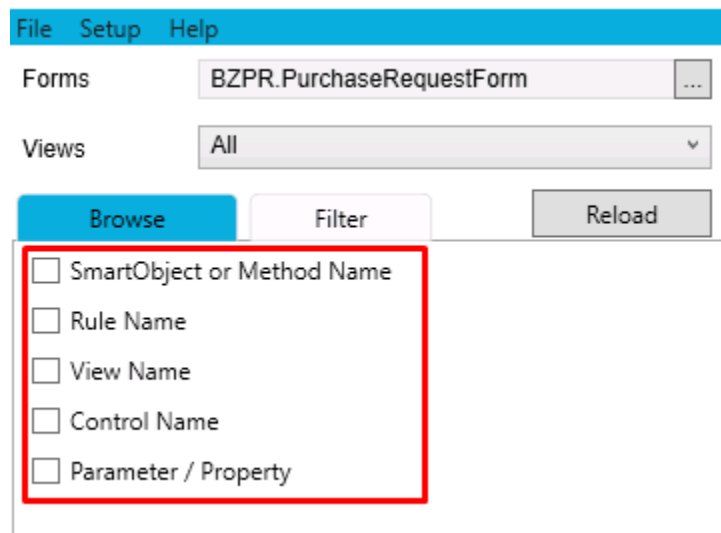 File Setup Help
Forms BZPR.PurchaseRequestForm ...
Views All
Browse Filter Reload
SmartObject or Method Name
Rule Name
View Name
Control Name
Parameter / Property